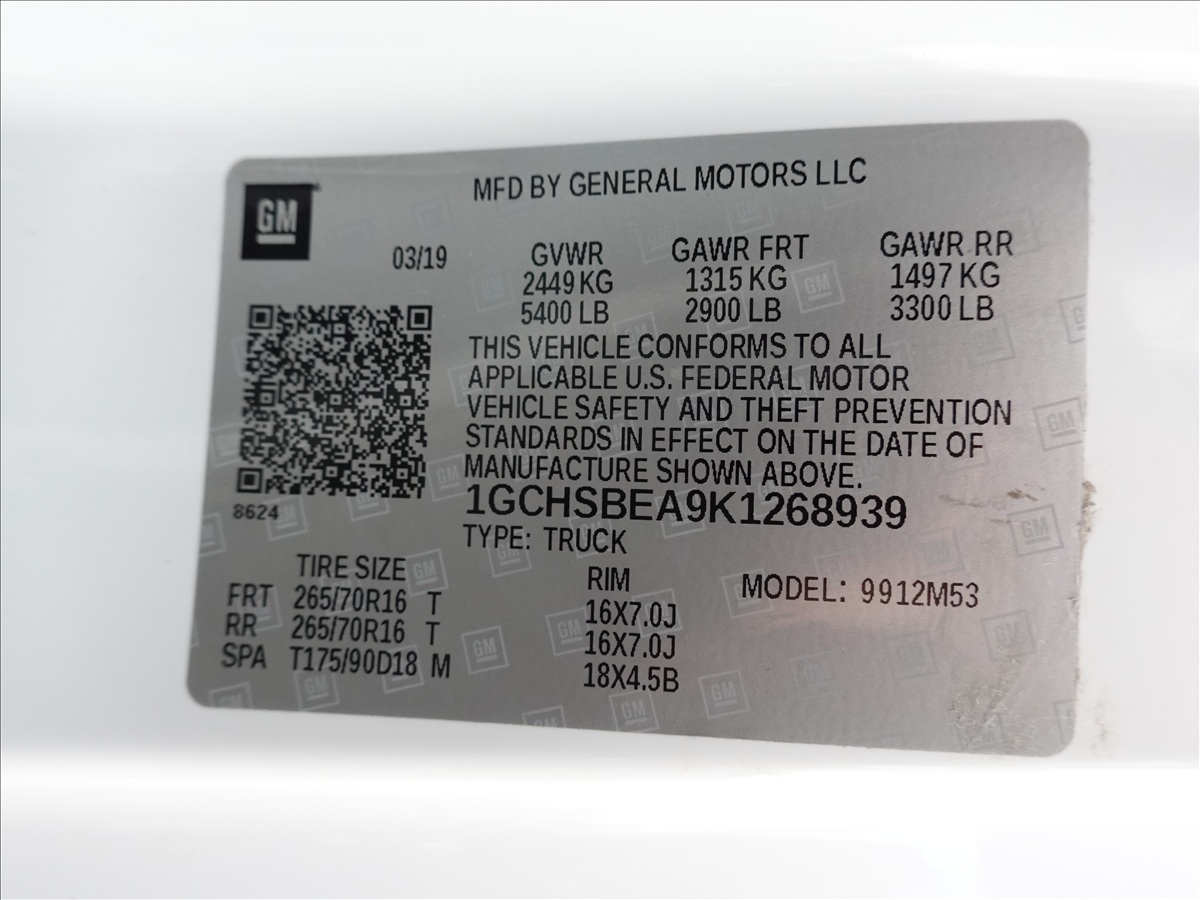 GM
MFD BY GENERAL MOTORS LLC
03/19 GVWR GAWR FRT GAWR RR
2449 KG 1315 KG 1497 KG
5400 LB 2900 LB 3300 LB
THIS VEHICLE CONFORMS TO ALL
APPLICABLE U.S. FEDERAL MOTOR
VEHICLE SAFETY AND THEFT PREVENTION
STANDARDS IN EFFECT ON THE DATE OF
MANUFACTURE SHOWN ABOVE.
8624
1GCHSBEA9K1268939
TYPE: TRUCK
TIRE SIZE RIM MODEL: 9912M53
FRT 265/70R16 T 16X7.0J
RR 265/70R16 T 16X7.0J
SPA T175/90D18 M 18X4.5B